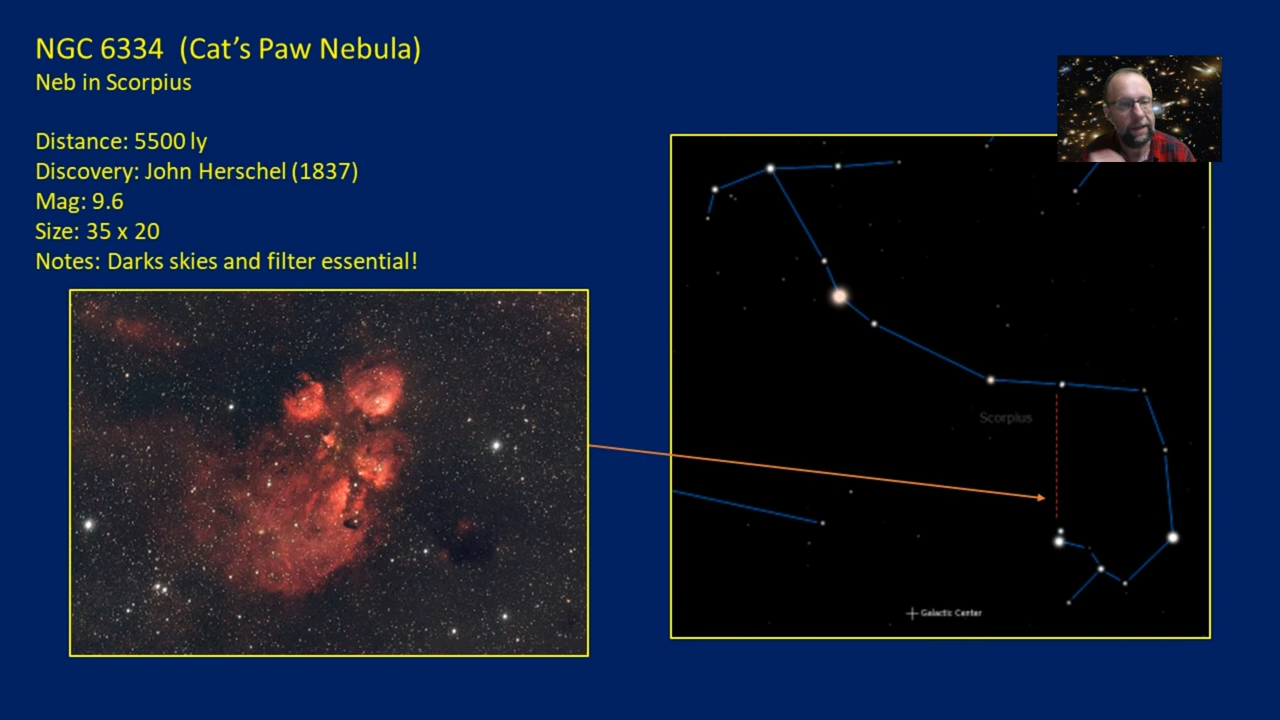 NGC 6334 (Cat's Paw Nebula)
Neb in Scorpius
Distance: 5500 ly
Discovery: John Herschel (1837)
Mag: 9.6
Size: 35 x 20
Notes: Darks skies and filter essential!
Scorpius
Galactic Center